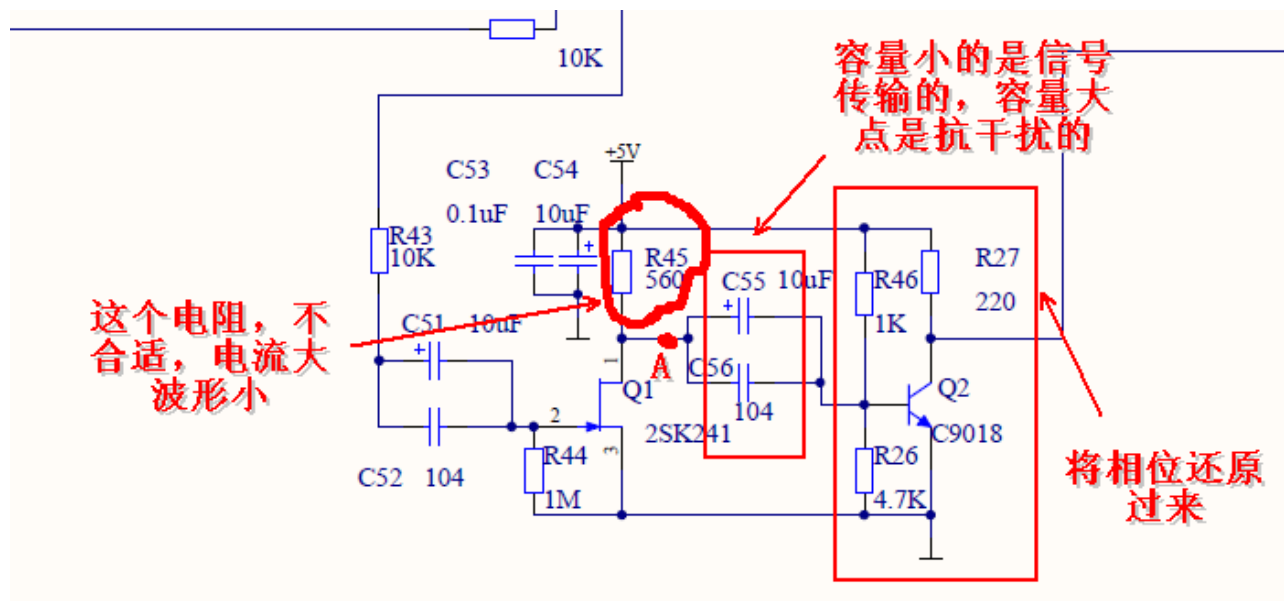 10K
容量小的是信号
传输的，容量大
点是抗干扰的
+5V
C53
C54
0.1uF
10uF
R43
10K
R45
560
C55
10uF
R46
1K
R27
220
这个电阻，不
合适，电流大
波形小
C51
10uF
A
C56
104
1
Q1
2
2SK241
3
Q2
C9018
C52
104
R44
1M
R26
4.7K
将相位还原
过来